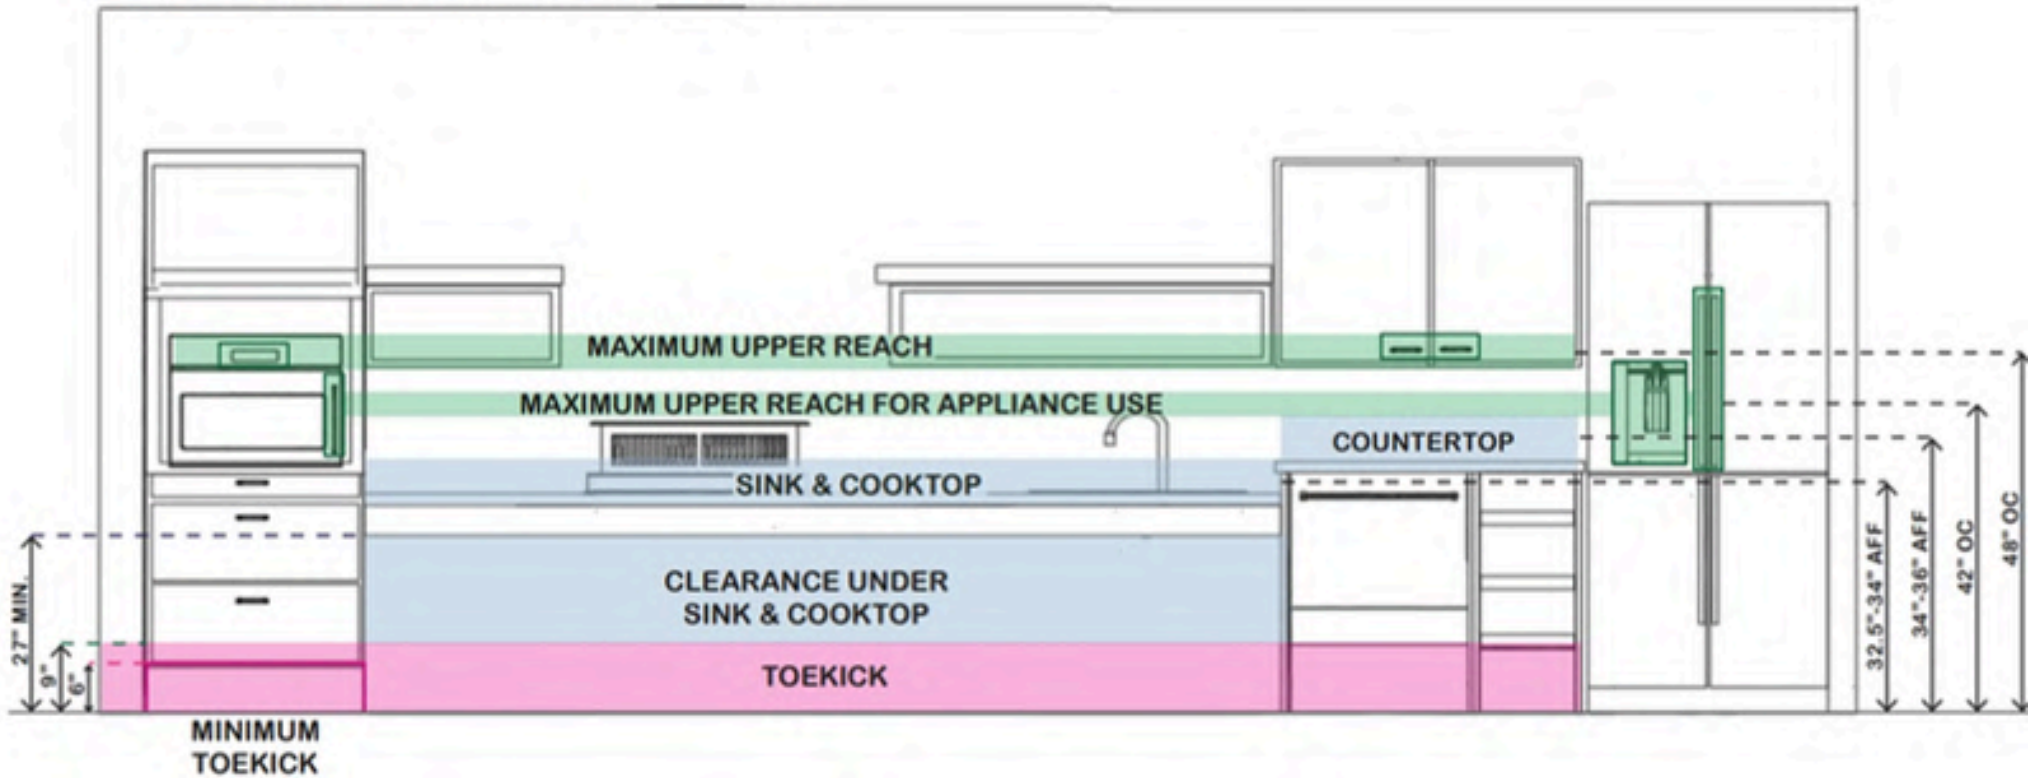 MAXIMUM UPPER REACH
MAXIMUM UPPER REACH FOR APPLIANCE USE
COUNTERTOP
SINK & COOKTOP
CLEARANCE UNDER
SINK & COOKTOP
TOEKICK
MINIMUM
TOEKICK
27" MIN.
9"
6"
32.5"-34" AFF
34"-36" AFF
42" OC
48" OC